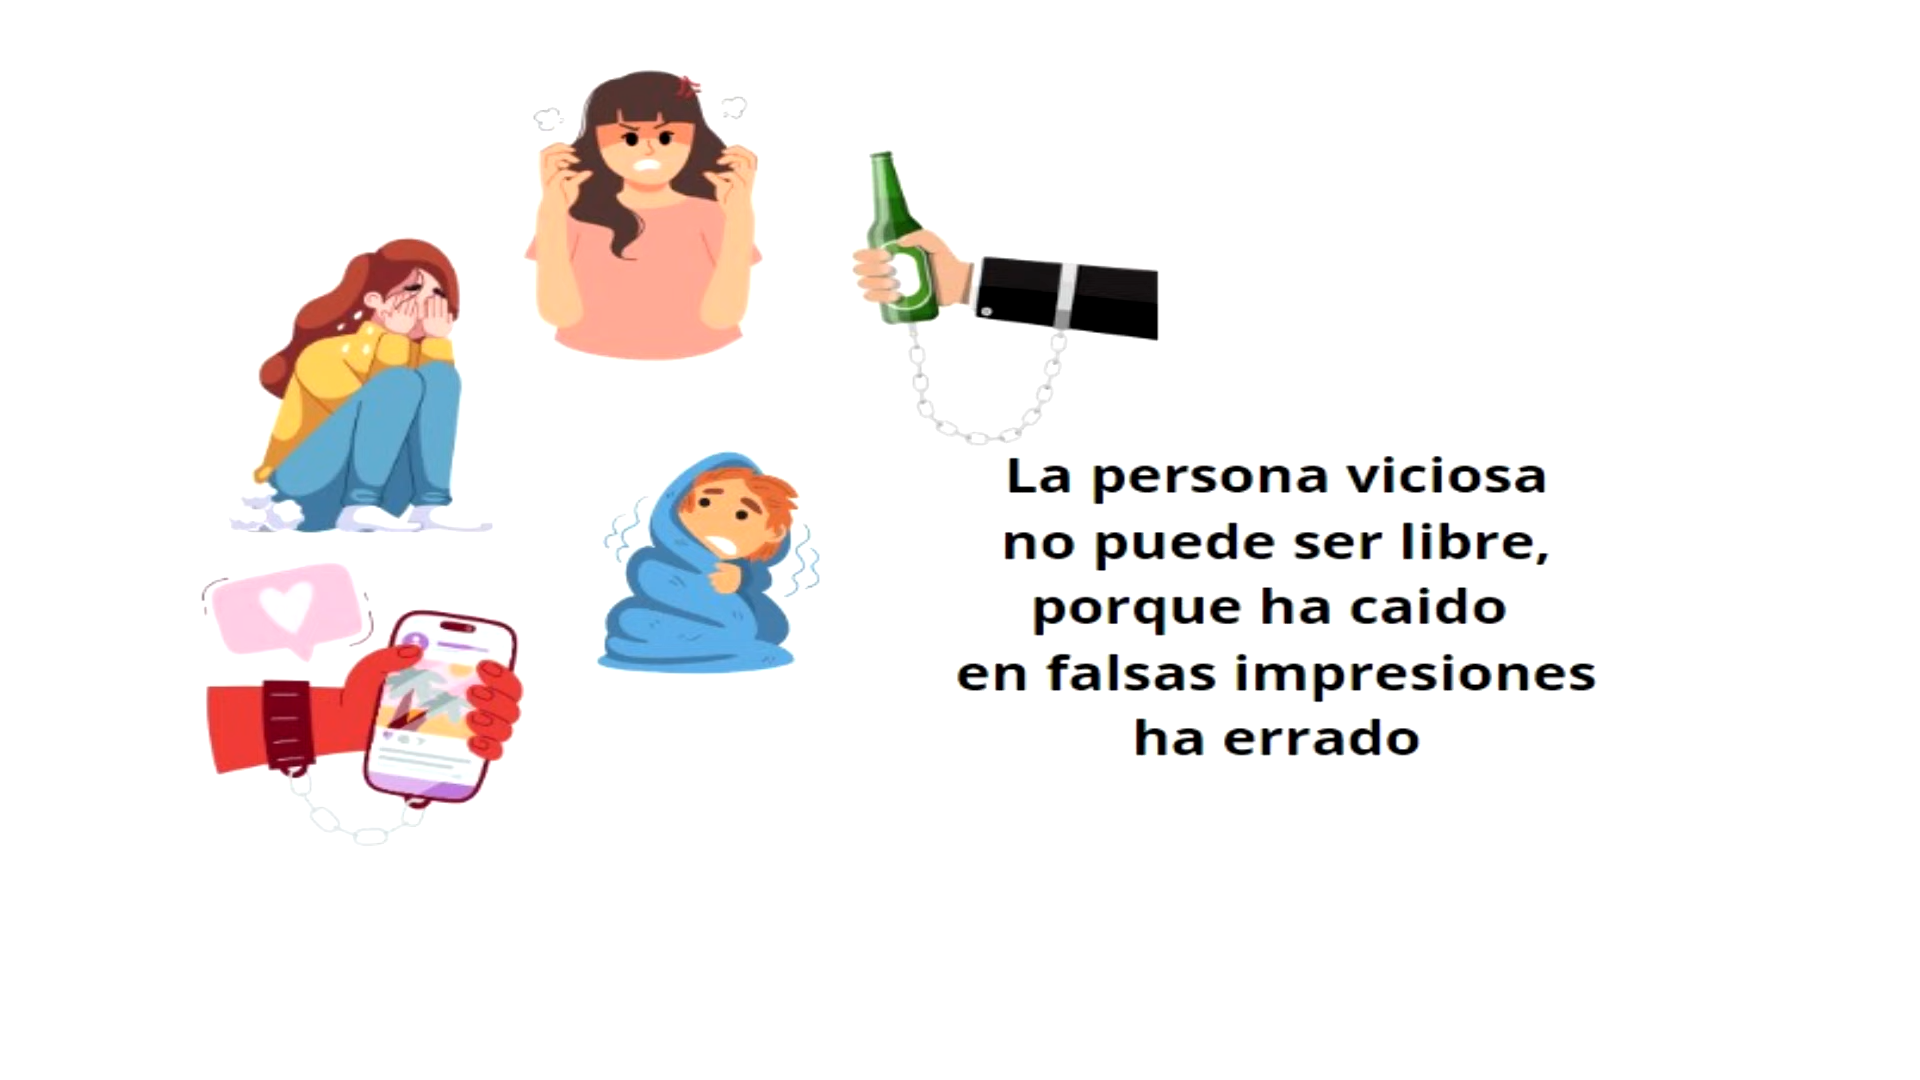 La persona viciosa
no puede ser libre,
porque ha caido
en falsas impresiones
ha errado